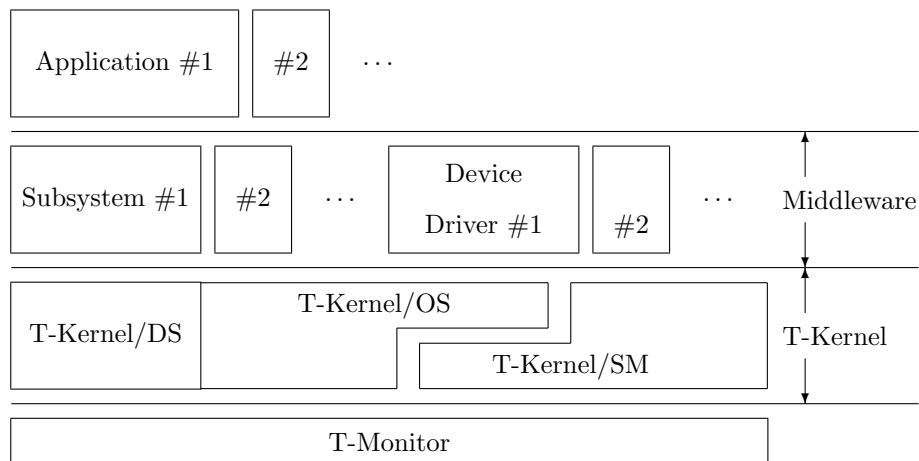 Application #1 #2 ···
Subsystem #1 #2 ··· Device Driver #1 #2 ··· Middleware
T-Kernel/DS T-Kernel/OS T-Kernel/SM T-Kernel
T-Monitor